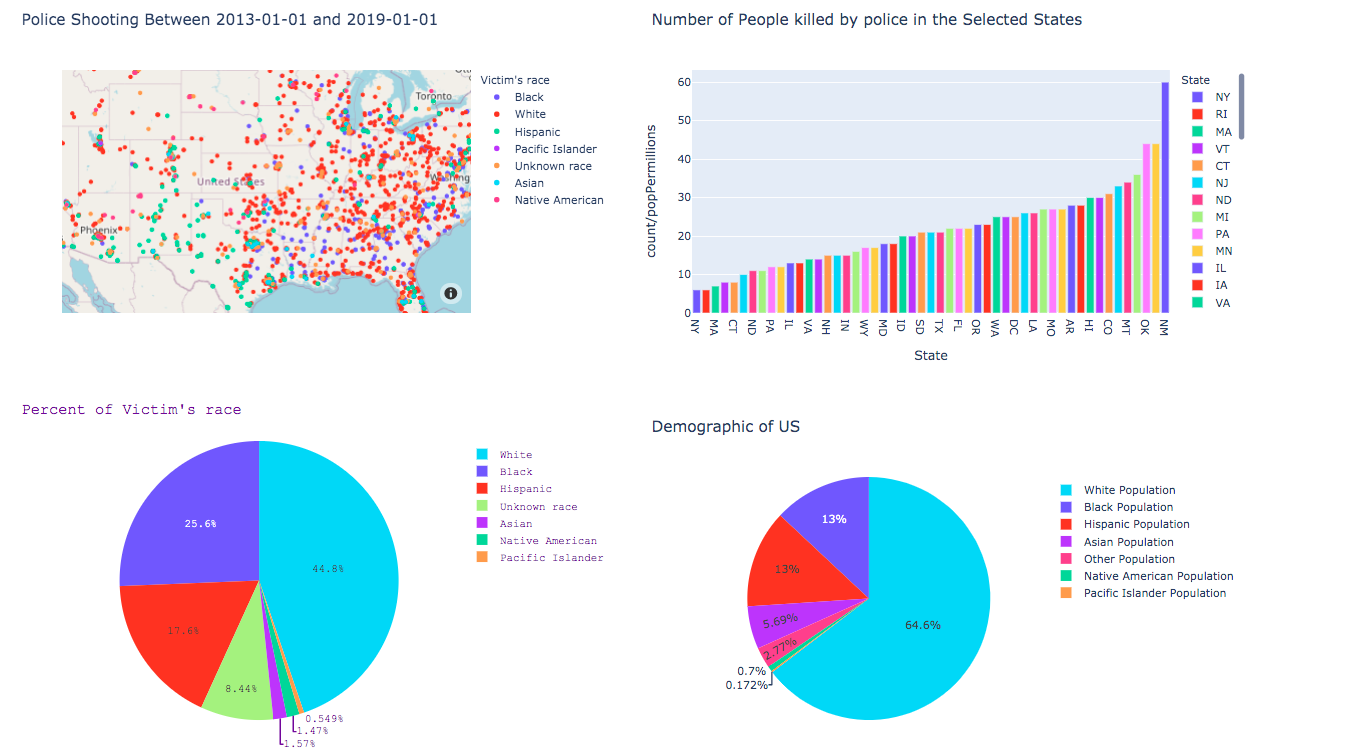 Police Shooting Between 2013-01-01 and 2019-01-01
Toronto
United States
Phoenix
Victim's race
Black
White
Hispanic
Pacific Islander
Unknown race
Asian
Native American
Number of People killed by police in the Selected States
count/popPermillions
60
50
40
30
20
10
0
NY
MA
CT
ND
PA
IL
VA
NH
IN
WY
MD
ID
SD
TX
FL
OR
WA
DC
LA
MO
AR
HI
CO
MT
OK
NM
State
State
NY
RI
MA
VT
CT
NJ
ND
MI
PA
MN
IL
IA
VA
Percent of Victim's race
25.6%
44.8%
17.6%
8.44%
0.549%
1.47%
1.57%
White
Black
Hispanic
Unknown race
Asian
Native American
Pacific Islander
Demographic of US
13%
13%
64.6%
5.69%
2.77%
0.7%
0.172%
White Population
Black Population
Hispanic Population
Asian Population
Other Population
Native American Population
Pacific Islander Population